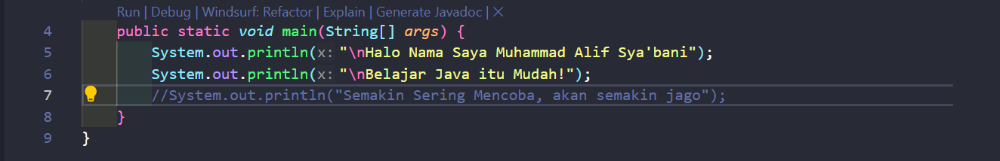 Run | Debug | Windsurf: Refactor | Explain | Generate Javadoc | ×
4 public static void main(String[] args) {
5 System.out.println(x: "\nHalo Nama Saya Muhammad Alif Sya'bani");
6 System.out.println(x: "\nBelajar Java itu Mudah!");
7 //System.out.println("Semakin Sering Mencoba, akan semakin jago");
8 }
9 }